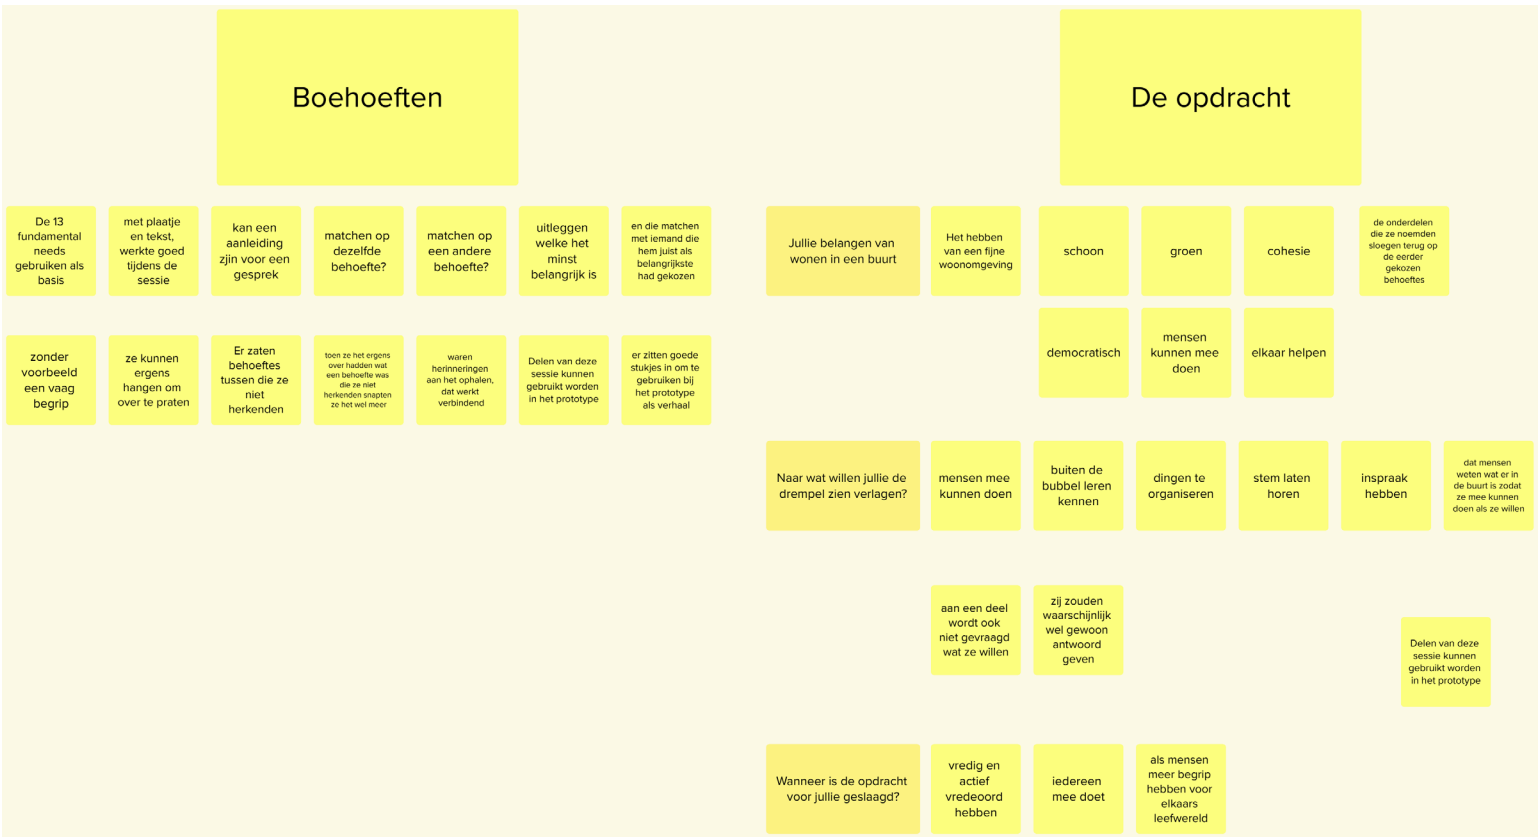 Boehoeften
De 13
fundamental
needs
gebruiken als
basis
met plaatje
en tekst,
werkte goed
tijdens de
sessie
kan een
aanleiding
zjin voor een
gesprek
matchen op
dezelfde
behoefte?
matchen op
een andere
behoefte?
uitleggen
welke het
minst
belangrijk is
en die matchen
met iemand die
hem juist als
belangrijkste
had gekozen
zonder
voorbeeld
een vaag
begrip
ze kunnen
ergens
hangen om
over te praten
Er zaten
behoeftes
tussen die ze
niet
herkenden
toen ze het ergens
over hadden wat
een behoefte was
die ze niet
herkenden snapten
ze het wel meer
waren
herinneringen
aan het ophalen,
dat werkt
verbindend
Delen van deze
sessie kunnen
gebruikt worden
in het prototype
er zitten goede
stukjes in om te
gebruiken bij
het prototype
als verhaal
De opdracht
Jullie belangen van
wonen in een buurt
Het hebben
van een fijne
woonomgeving
schoon
groen
cohesie
de onderdelen
die ze noemden
sloegen terug op
de eerder
gekozen
behoeftes
democratisch
mensen
kunnen mee
doen
elkaar helpen
Naar wat willen jullie de
drempel zien verlagen?
mensen mee
kunnen doen
buiten de
bubbel leren
kennen
dingen te
organiseren
stem laten
horen
inspraak
hebben
dat mensen
weten wat er in
de buurt is zodat
ze mee kunnen
doen als ze willen
aan een deel
wordt ook
niet gevraagd
wat ze willen
zij zouden
waarschijnlijk
wel gewoon
antwoord
geven
Delen van deze
sessie kunnen
gebruikt worden
in het prototype
Wanneer is de opdracht
voor jullie geslaagd?
vredig en
actief
vredeoord
hebben
iedereen
mee doet
als mensen
meer begrip
hebben voor
elkaars
leefwereld